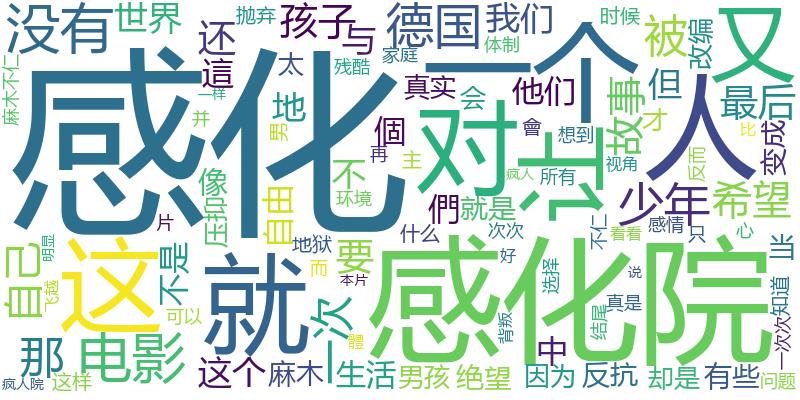 没有
世界
还
抛弃
孩子
与
德国
我们
时候
被
又
這
太
残酷
家庭
体制
改编
麻木不仁
一样
感化
一个
真实
他们
故事
但
最后
并
男
地
個
会
對
对
让
人
才
变成
會
想到
比
再
主
疯人
所有
视角
反而
像
不
环境
少年
希望
片
压抑
自由
們
就是
感情
只
心
当
自己
明显
飞越
这
不是
就
地狱
而
要
什么
次次
好
不仁
看看
感化院
选择
知道
一次
本片
可以
背叛
结尾
说
真是
一次次
那
电影
这个
麻木
體
生活
男孩
绝望
中
因为
反抗
却是
有些
疯人院
这样
问题